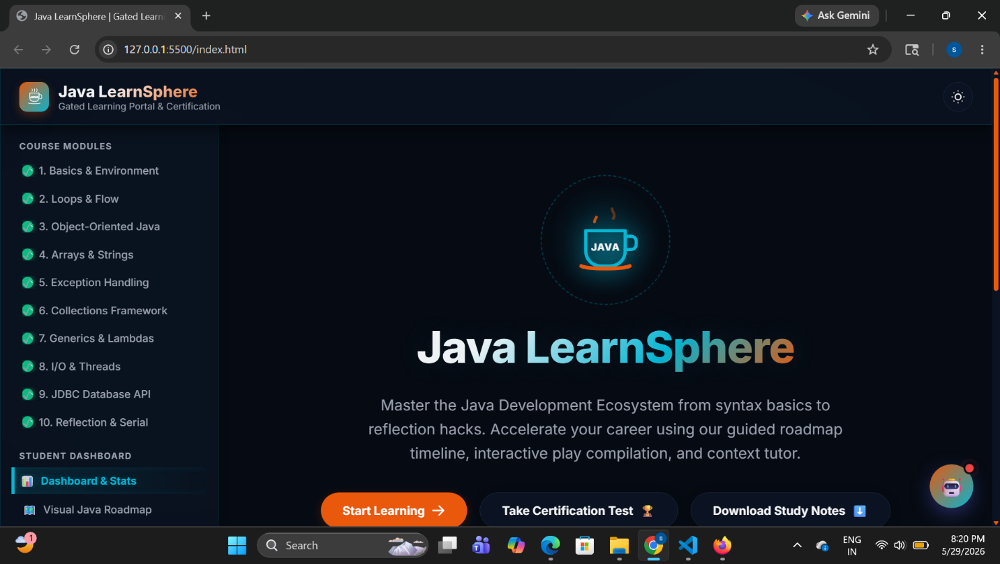 Java LearnSphere | Gated Learni
Ask Gemini
127.0.0.1:5500/index.html
S
Java LearnSphere
Gated Learning Portal & Certification
COURSE MODULES
1. Basics & Environment
2. Loops & Flow
3. Object-Oriented Java
4. Arrays & Strings
5. Exception Handling
6. Collections Framework
7. Generics & Lambdas
8. I/O & Threads
9. JDBC Database API
10. Reflection & Serial
STUDENT DASHBOARD
Dashboard & Stats
Visual Java Roadmap
JAVA
Java LearnSphere
Master the Java Development Ecosystem from syntax basics to
reflection hacks. Accelerate your career using our guided roadmap
timeline, interactive play compilation, and context tutor.
Start Learning →
Take Certification Test
Download Study Notes
1
Search
ENG
IN
8:20 PM
5/29/2026